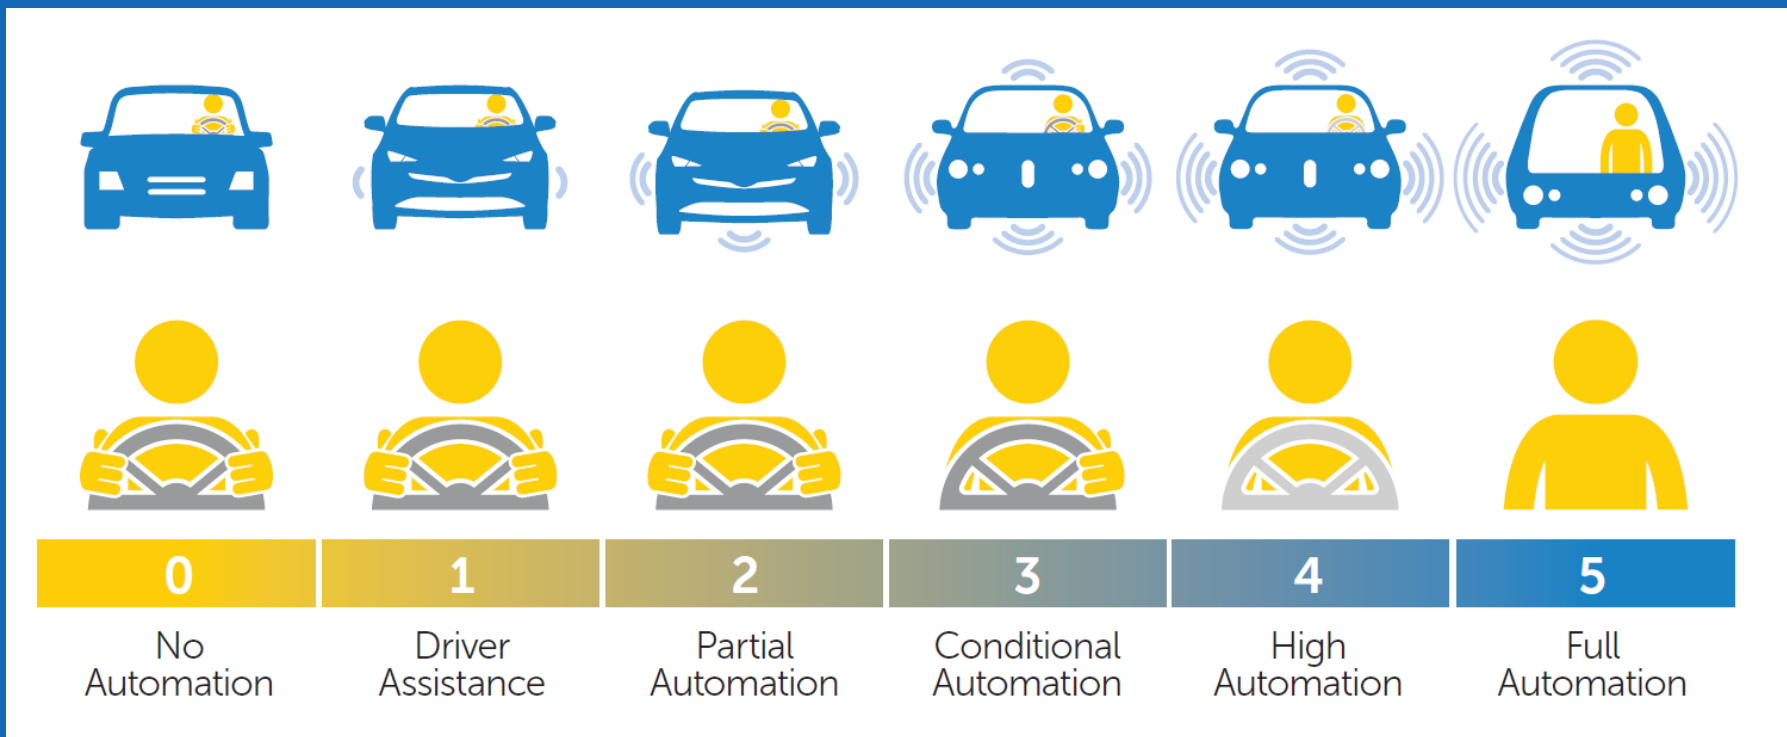 0
1
2
3
4
5
No
Automation
Driver
Assistance
Partial
Automation
Conditional
Automation
High
Automation
Full
Automation